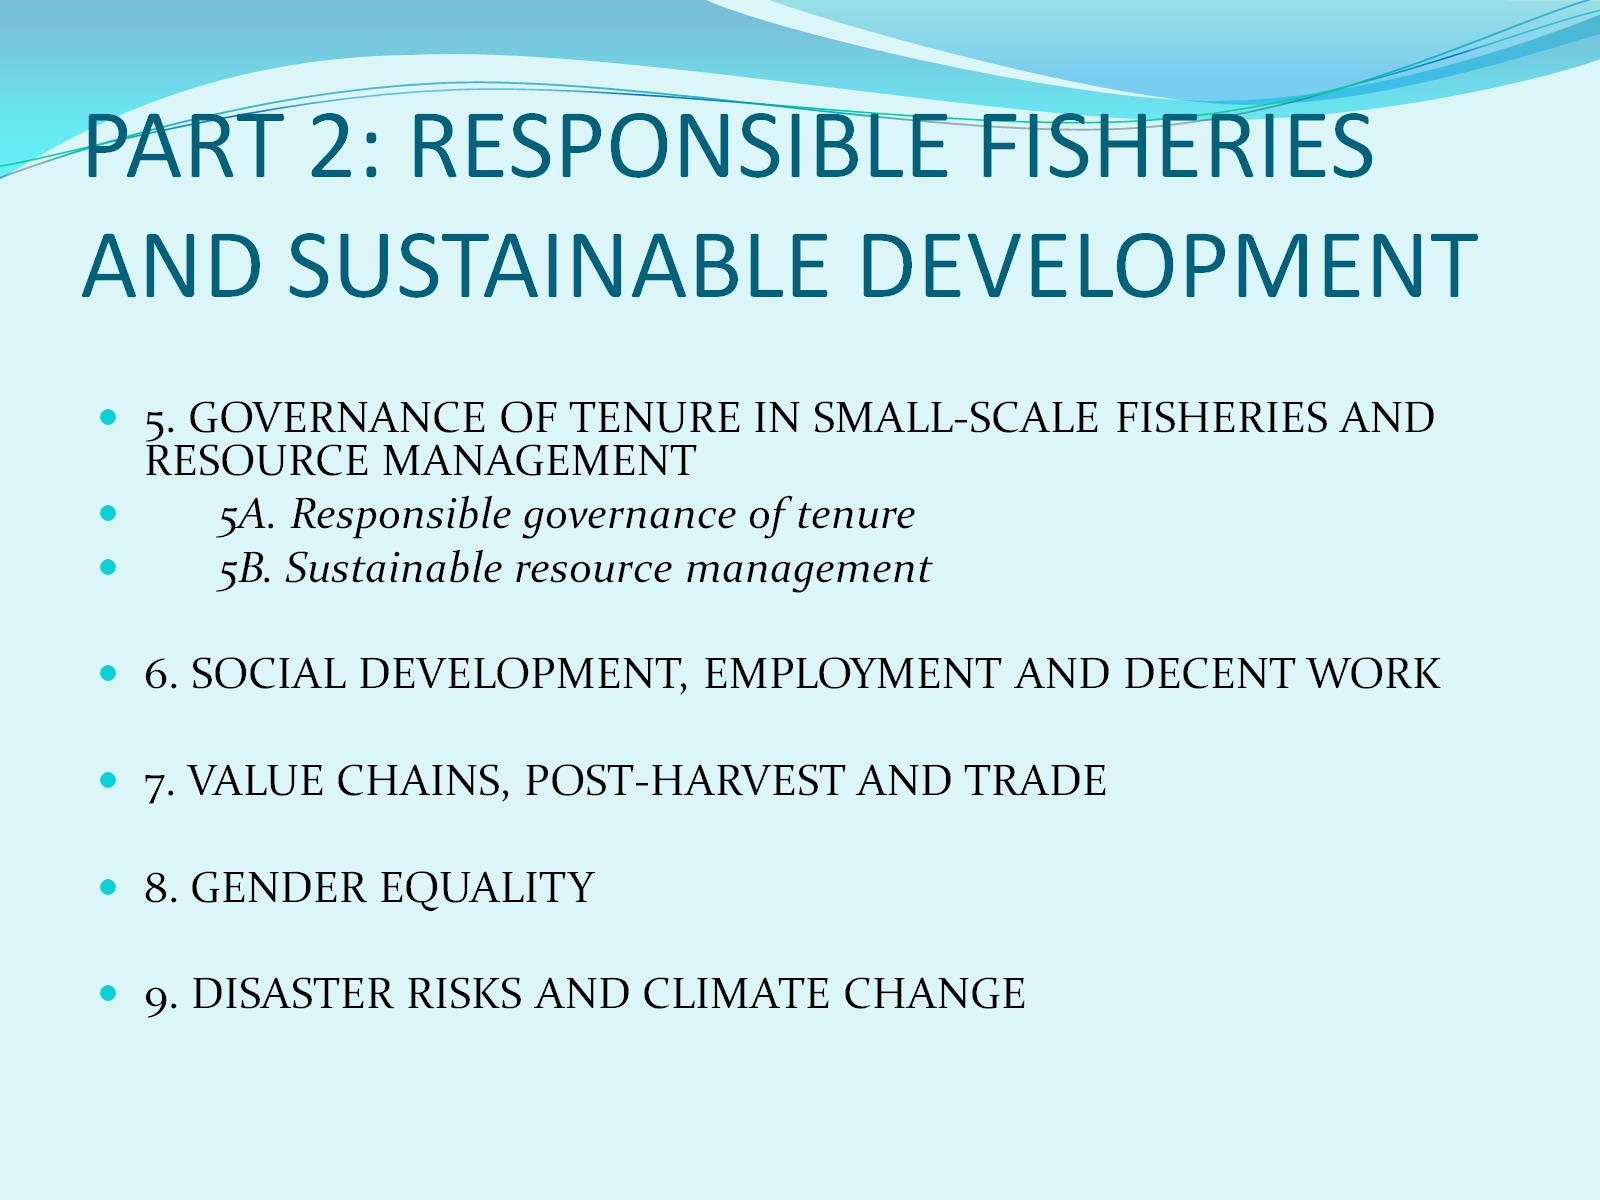 PART 2: RESPONSIBLE FISHERIES
AND SUSTAINABLE DEVELOPMENT
• 5. GOVERNANCE OF TENURE IN SMALL-SCALE FISHERIES AND
RESOURCE MANAGEMENT
• 5A. Responsible governance of tenure
• 5B. Sustainable resource management
• 6. SOCIAL DEVELOPMENT, EMPLOYMENT AND DECENT WORK
• 7. VALUE CHAINS, POST-HARVEST AND TRADE
• 8. GENDER EQUALITY
• 9. DISASTER RISKS AND CLIMATE CHANGE